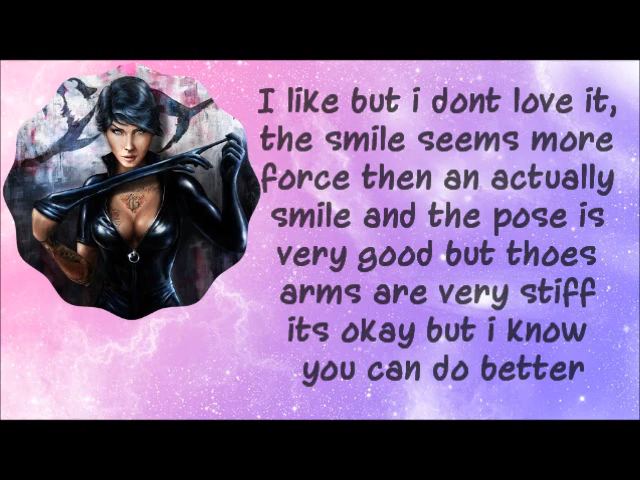 I like but i dont love it,
the smile seems more
force then an actually
smile and the pose is
very good but thoes
arms are very stiff
its okay but i know
you can do better